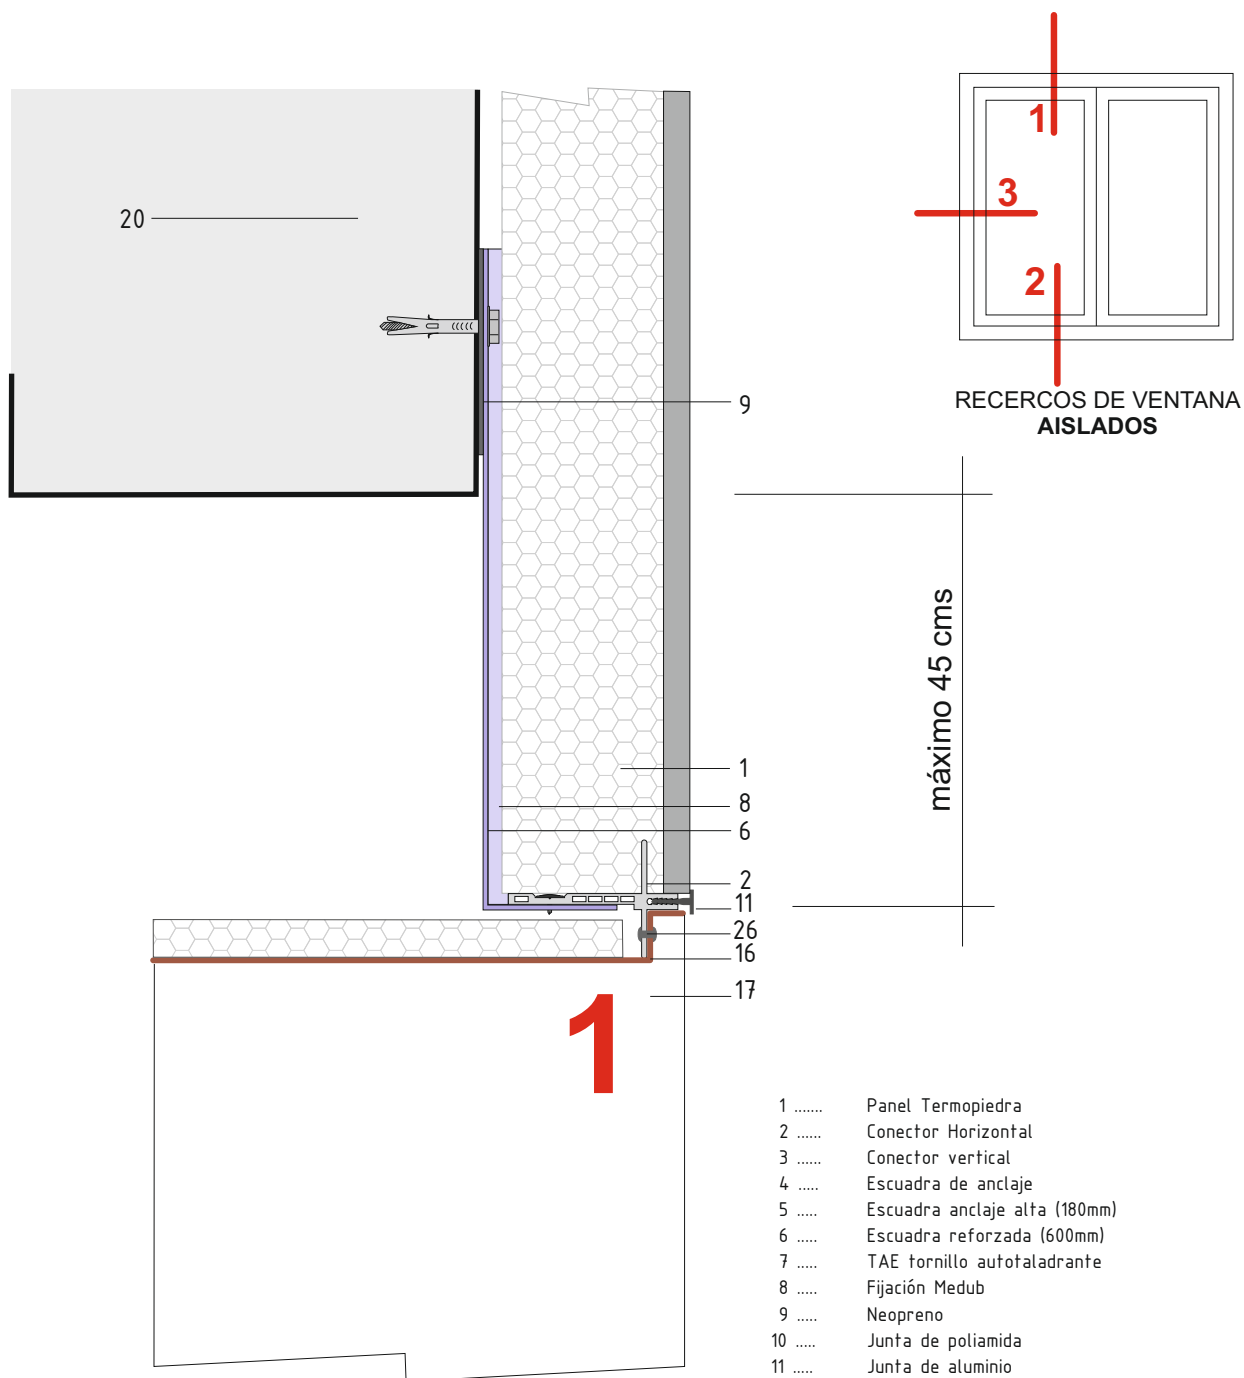 1
3
2
RECERCOS DE VENTANA
AISLADOS
20
9
máximo 45 cms
1
8
6
2
11
26
16
17
1
1 ....... Panel Termopiedra
2 ...... Conector Horizontal
3 ...... Conector vertical
4 ..... Escuadra de anclaje
5 ..... Escuadra anclaje alta (180mm)
6 ..... Escuadra reforzada (600mm)
7 ..... TAE tornillo autotaladrante
8 ..... Fijación Medub
9 ..... Neopreno
10 ..... Junta de poliamida
11 ..... Junta de aluminio